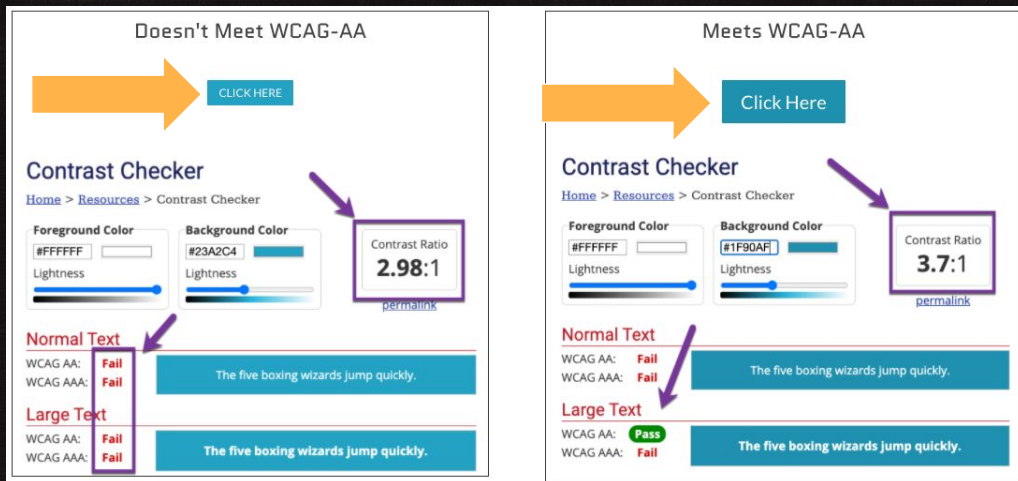 Doesn't Meet WCAG-AA
CLICK HERE
Contrast Checker
Home > Resources > Contrast Checker
Foreground Color
#FFFFFF
Lightness
Background Color
#23A2C4
Lightness
Contrast Ratio
2.98:1
permalink
Normal Text
WCAG AA: Fail
WCAG AAA: Fail
The five boxing wizards jump quickly.
Large Text
WCAG AA: Fail
WCAG AAA: Fail
The five boxing wizards jump quickly.
Meets WCAG-AA
Click Here
Contrast Checker
Home > Resources > Contrast Checker
Foreground Color
#FFFFFF
Lightness
Background Color
#1F90AF
Lightness
Contrast Ratio
3.7:1
permalink
Normal Text
WCAG AA: Fail
WCAG AAA: Fail
The five boxing wizards jump quickly.
Large Text
WCAG AA: Pass
WCAG AAA: Fail
The five boxing wizards jump quickly.